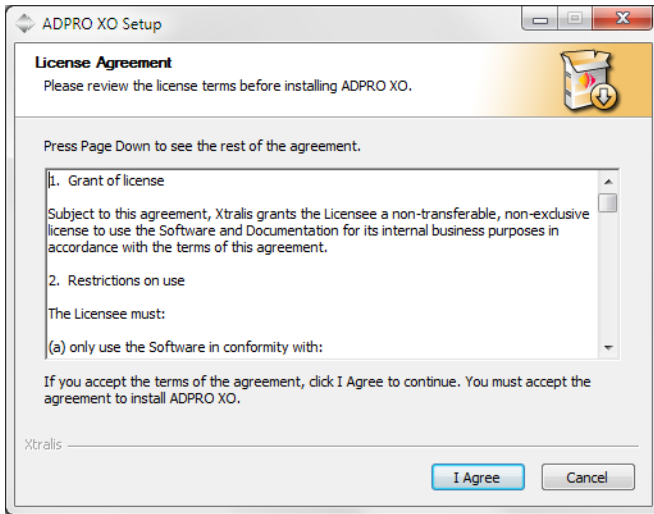 ADPRO XO Setup
License Agreement
Please review the license terms before installing ADPRO XO.
Press Page Down to see the rest of the agreement.
1. Grant of license
Subject to this agreement, Xtralis grants the Licensee a non-transferable, non-exclusive
license to use the Software and Documentation for its internal business purposes in
accordance with the terms of this agreement.
2. Restrictions on use
The Licensee must:
(a) only use the Software in conformity with:
If you accept the terms of the agreement, click I Agree to continue. You must accept the
agreement to install ADPRO XO.
Xtralis
I Agree
Cancel